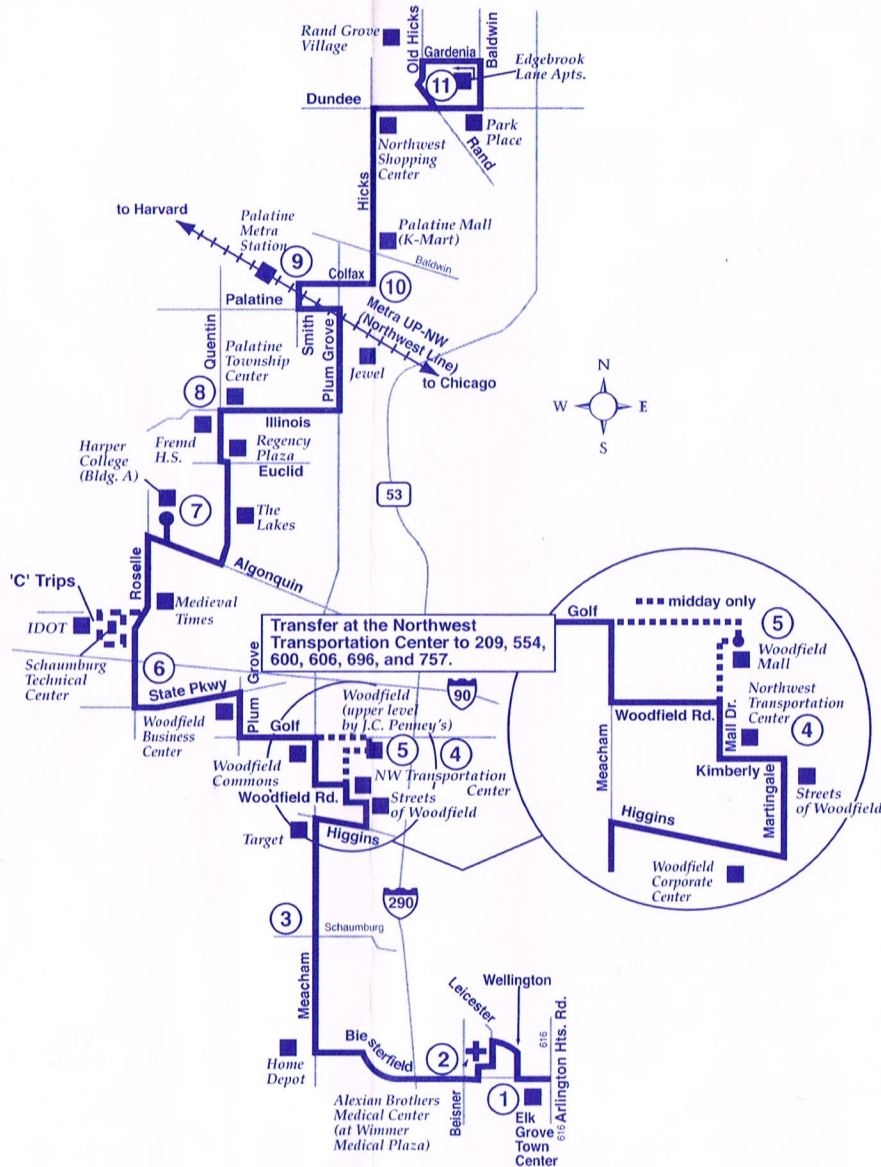 Rand Grove
Village
Old Hicks
Gardenia
Baldwin
Edgebrook
Lane Apts.
11
Dundee
Northwest
Shopping
Center
Park
Place
Rand
Hicks
to Harvard
Palatine
Metra
Station
9
Palatine Mall
(K-Mart)
Baldwin
Colfax
10
Palatine
Metra UP-NW
(Northwest Line)
to Chicago
Quentin
Smith
Plum Grove
Jewel
Palatine
Township
Center
8
Illinois
Fremd
H.S.
Regency
Plaza
Euclid
N
W
E
S
Harper
College
(Bldg. A)
7
The
Lakes
53
Algonquin
Roselle
'C' Trips
IDOT
Medieval
Times
Schaumburg
Technical
Center
6
Transfer at the Northwest
Transportation Center to 209, 554,
600, 606, 696, and 757.
State Pkwy
Plum
Grove
90
Woodfield
Business
Center
Golf
Woodfield
(upper level
by J.C. Penney's)
5
4
Woodfield
Commons
NW Transportation
Center
Woodfield Rd.
Streets
of Woodfield
Target
Higgins
Golf
midday only
5
Woodfield
Mall
Northwest
Transportation
Center
4
Woodfield Rd.
Mall Dr.
Meacham
Kimberly
Martingale
Streets
of Woodfield
Higgins
Woodfield
Corporate
Center
290
3
Schaumburg
Meacham
Home
Depot
Biesterfield
2
Leicester
Wellington
616
Arlington Hts. Rd.
616
Alexian Brothers
Medical Center
(at Wimmer
Medical Plaza)
Beisner
1
Elk
Grove
Town
Center